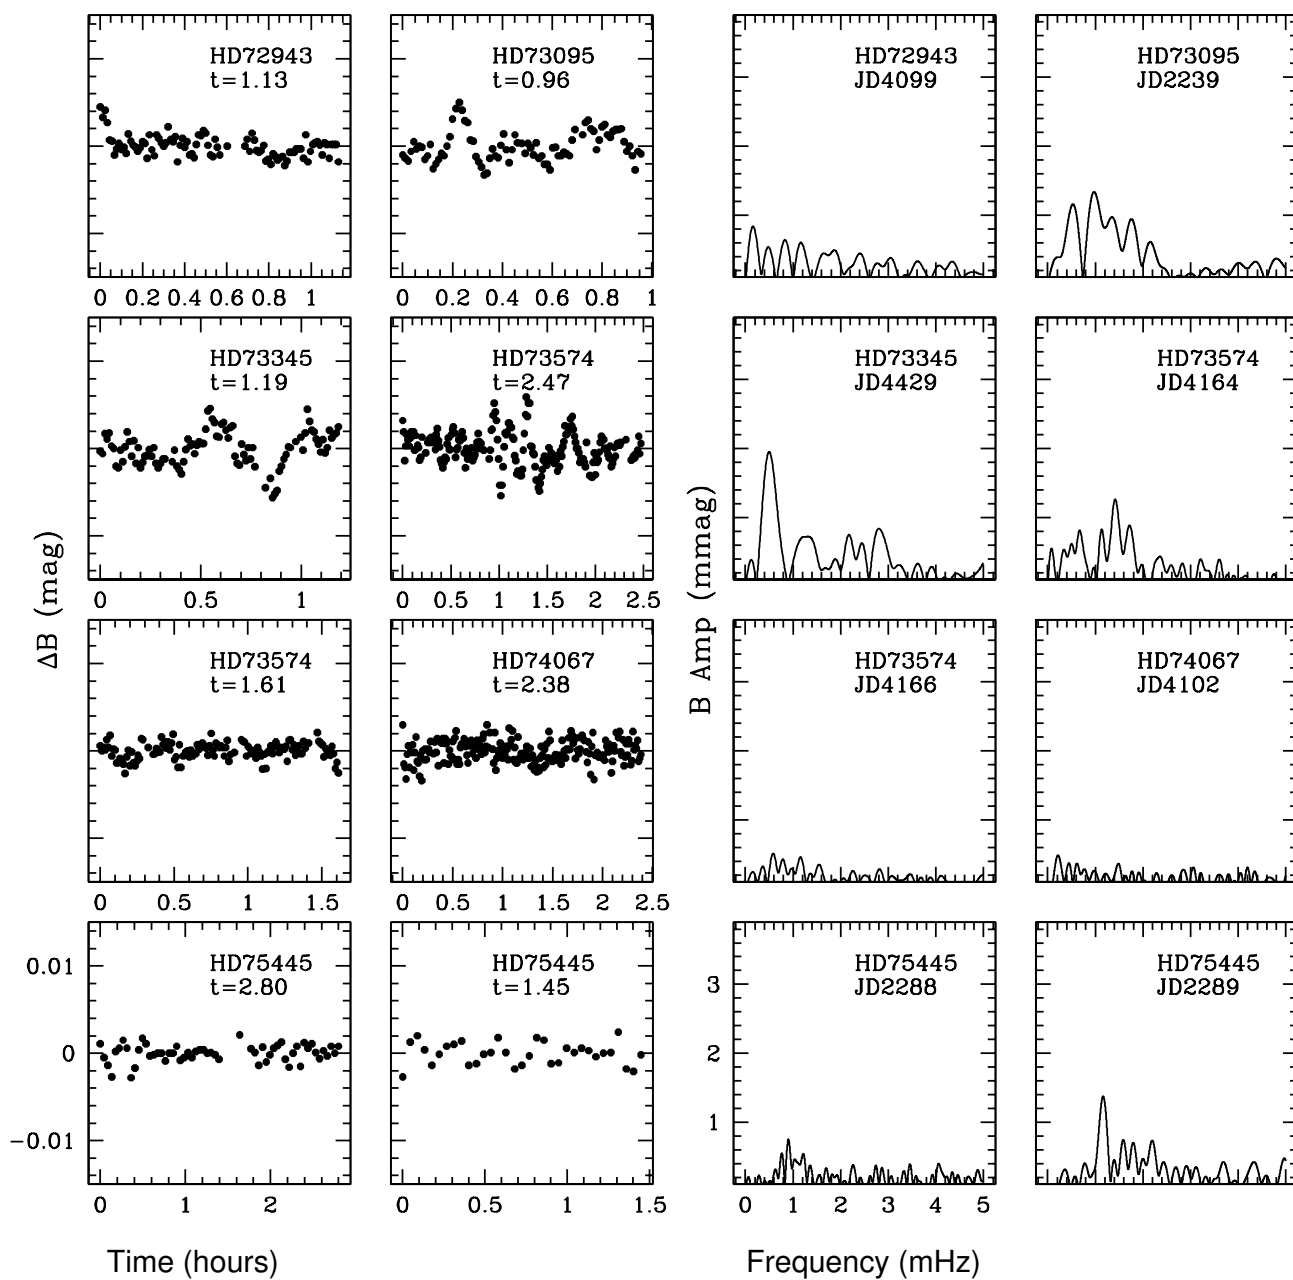 HD72943
t=1.13
HD73095
t=0.96
HD72943
JD4099
HD73095
JD2239
0 0.2 0.4 0.6 0.8 1
0 0.2 0.4 0.6 0.8 1
HD73345
t=1.19
HD73574
t=2.47
HD73345
JD4429
HD73574
JD4164
0 0.5 1
0 0.5 1 1.5 2 2.5
HD73574
t=1.61
HD74067
t=2.38
HD73574
JD4166
HD74067
JD4102
0 0.5 1 1.5
0 0.5 1 1.5 2 2.5
HD75445
t=2.80
HD75445
t=1.45
HD75445
JD2288
HD75445
JD2289
0.01
0
−0.01
3
2
1
0 1 2
0 0.5 1 1.5
0 1 2 3 4 5
ΔB (mag)
B Amp (mmag)
Time (hours)
Frequency (mHz)